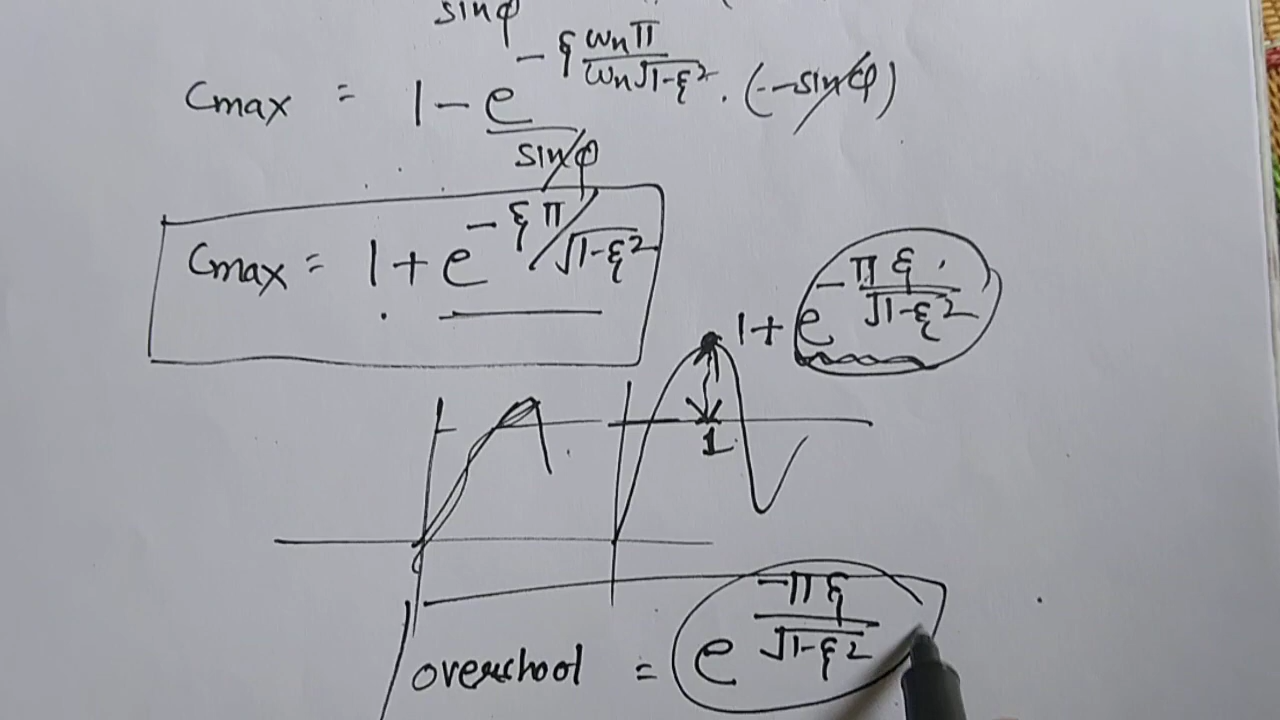 sinφ
Cmax = 1 - e^(-ξ ωnπ / ωn√1-ξ²) / sinφ . (-sinφ)
Cmax = 1 + e^(-ξπ/√1-ξ²)
1 + e^(-πξ/√1-ξ²)
1
overschool = e^(-πξ/√1-ξ²)